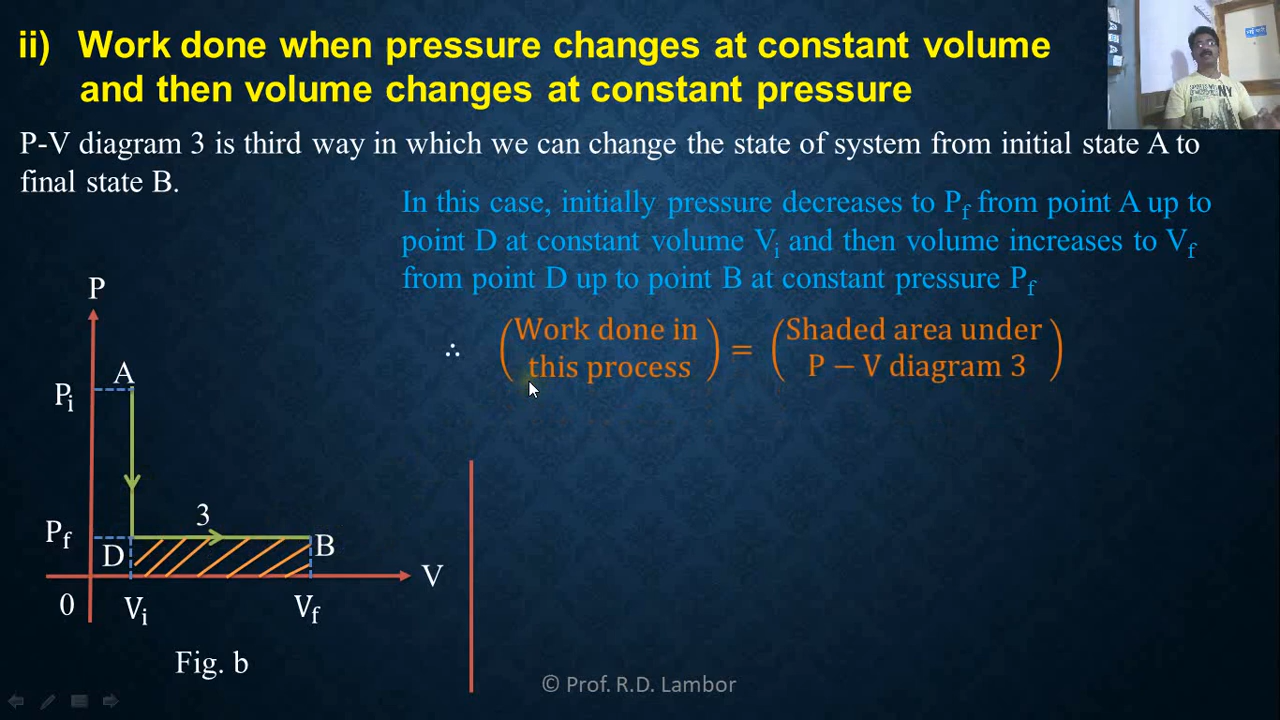 ii) Work done when pressure changes at constant volume
and then volume changes at constant pressure
P-V diagram 3 is third way in which we can change the state of system from initial state A to
final state B.
In this case, initially pressure decreases to Pf from point A up to
point D at constant volume Vi and then volume increases to Vf
from point D up to point B at constant pressure Pf
∴ (Work done in this process) = (Shaded area under P − V diagram 3)
P
A
Pi
3
Pf
D
B
V
0
Vi
Vf
Fig. b
© Prof. R.D. Lambor